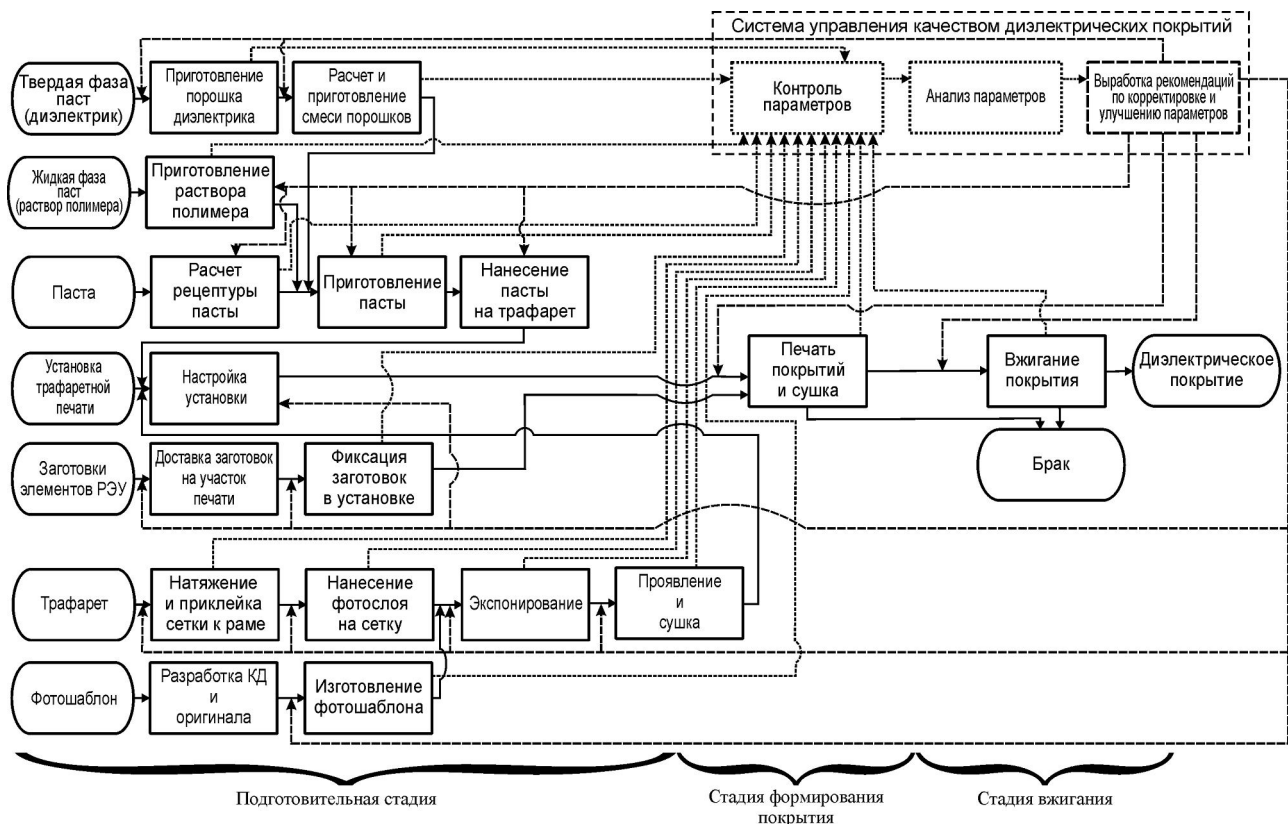 Система управления качеством диэлектрических покрытий
Твердая фаза
паст
(диэлектрик)
Приготовление
порошка
диэлектрика
Расчет и
приготовление
смеси порошков
Контроль
параметров
Анализ параметров
Выработка рекомендаций
по корректировке и
улучшению параметров
Жидкая фаза
паст
(раствор полимера)
Приготовление
раствора
полимера
Паста
Расчет
рецептуры
пасты
Приготовление
пасты
Нанесение
пасты
на трафарет
Установка
трафаретной
печати
Настройка
установки
Печать
покрытий
и сушка
Вжигание
покрытия
Диэлектрическое
покрытие
Заготовки
элементов РЭУ
Доставка заготовок
на участок
печати
Фиксация
заготовок
в установке
Брак
Трафарет
Натяжение
и приклейка
сетки к раме
Нанесение
фотослоя
на сетку
Экспонирование
Проявление
и
сушка
Фотошаблон
Разработка КД
и
оригинала
Изготовление
фотошаблона
Подготовительная стадия
Стадия формирования
покрытия
Стадия вжигания